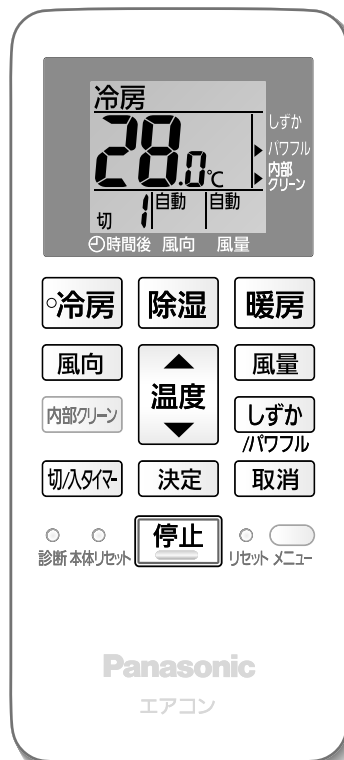 冷房
しずか
パワフル
内部
クリーン
28.0℃
切 1 自動 自動
時間後 風向 風量
冷房 除湿 暖房
風向 温度 風量
内部クリーン しずか
/パワフル
切/入タイマー 決定 取消
停止
診断 本体リセット リセット メニュー
Panasonic
エアコン